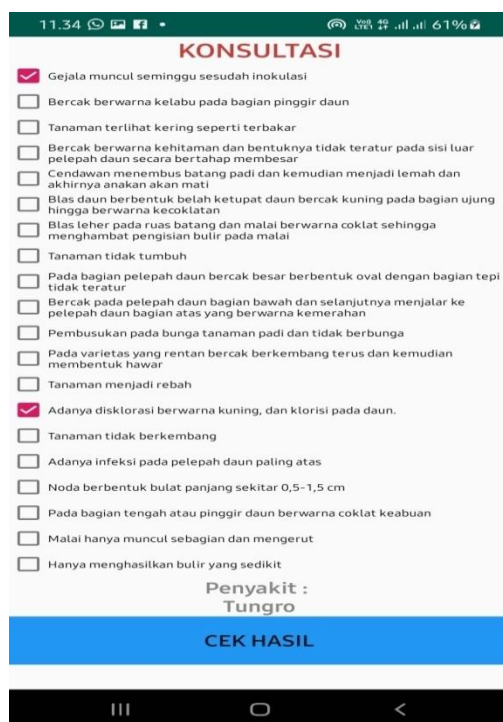 11.34
VoB 4G
LTE1 61%
KONSULTASI
Gejala muncul seminggu sesudah inokulasi
Bercak berwarna kelabu pada bagian pinggir daun
Tanaman terlihat kering seperti terbakar
Bercak berwarna kehitaman dan bentuknya tidak teratur pada sisi luar
pelepah daun secara bertahap membesar
Cendawan menembus batang padi dan kemudian menjadi lemah dan
akhirnya anakan akan mati
Blas daun berbentuk belah ketupat daun bercak kuning pada bagian ujung
hingga berwarna kecoklatan
Blas leher pada ruas batang dan malai berwarna coklat sehingga
menghambat pengisian bulir pada malai
Tanaman tidak tumbuh
Pada bagian pelepah daun bercak besar berbentuk oval dengan bagian tepi
tidak teratur
Bercak pada pelepah daun bagian bawah dan selanjutnya menjalar ke
pelepah daun bagian atas yang berwarna kemerahan
Pembusukan pada bunga tanaman padi dan tidak berbunga
Pada varietas yang rentan bercak berkembang terus dan kemudian
membentuk hawar
Tanaman menjadi rebah
Adanya disklorasi berwarna kuning, dan klorisi pada daun.
Tanaman tidak berkembang
Adanya infeksi pada pelepah daun paling atas
Noda berbentuk bulat panjang sekitar 0,5-1,5 cm
Pada bagian tengah atau pinggir daun berwarna coklat keabuan
Malai hanya muncul sebagian dan mengerut
Hanya menghasilkan bulir yang sedikit
Penyakit :
Tungro
CEK HASIL